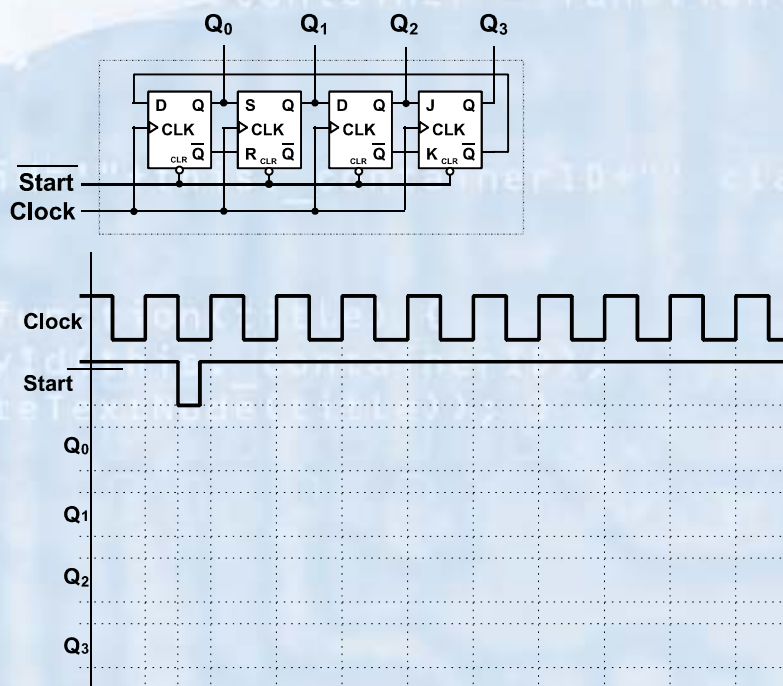 Q₀ Q₁ Q₂ Q₃
D Q S Q D Q J Q
CLK CLK CLK CLK
Q R Q Q K Q
CLR CLR CLR CLR
Start
Clock
Clock
Start
Q₀
Q₁
Q₂
Q₃